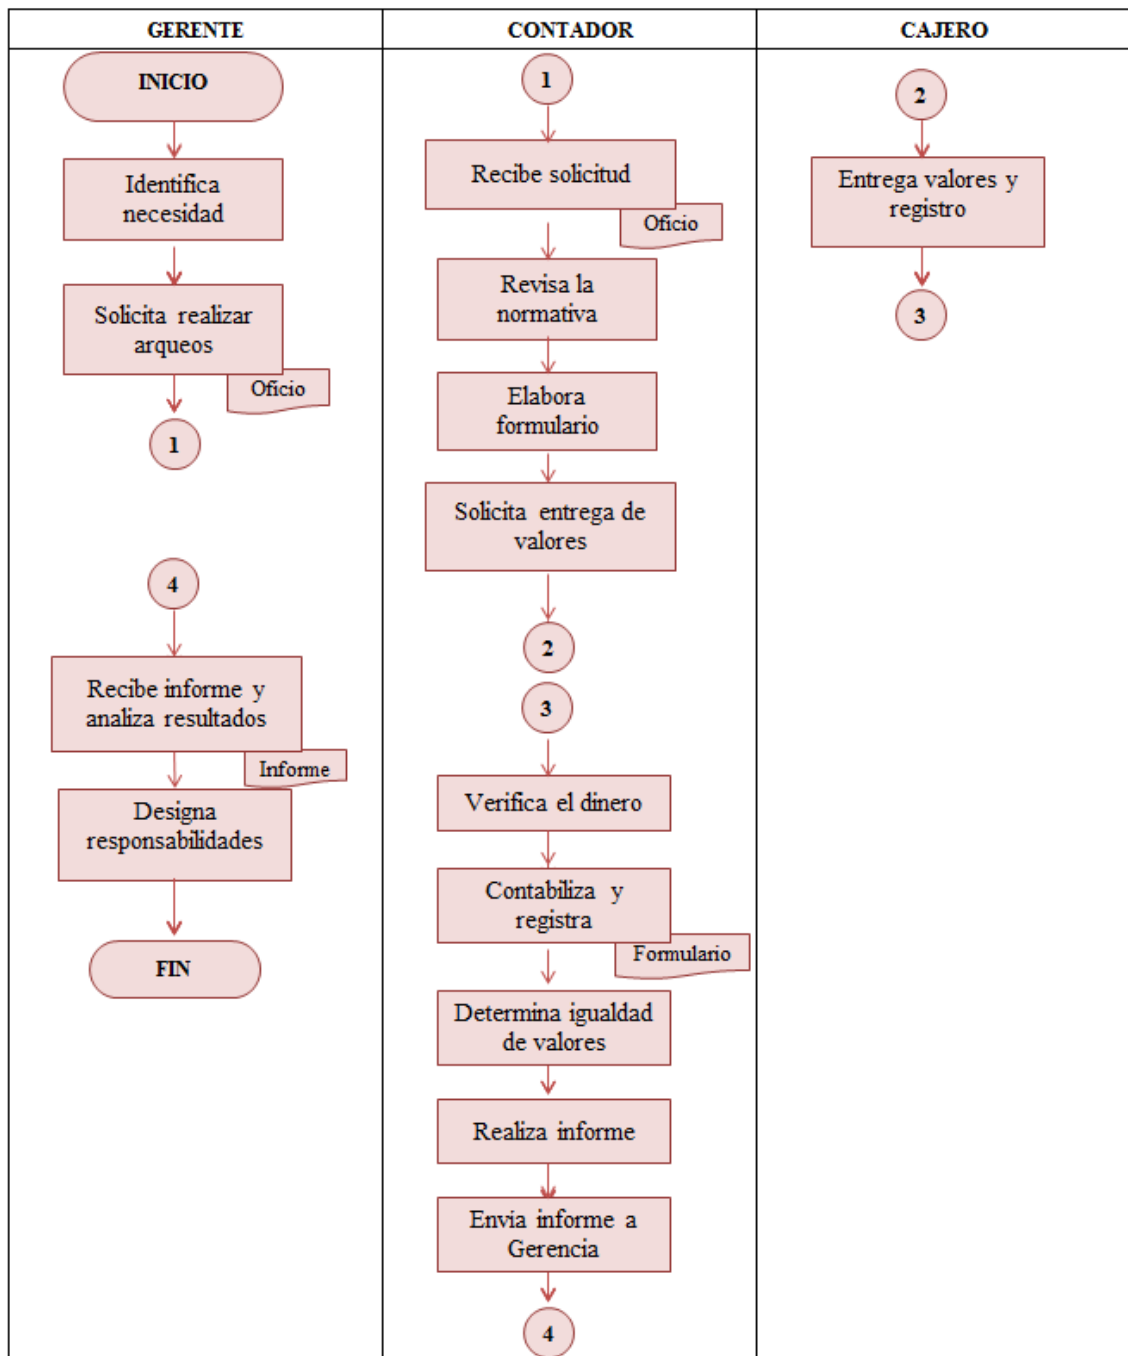 GERENTE
CONTADOR
CAJERO
INICIO
Identifica
necesidad
Solicita realizar
arqueos
Oficio
1
4
Recibe informe y
analiza resultados
Informe
Designa
responsabilidades
FIN
1
Recibe solicitud
Oficio
Revisa la
normativa
Elabora
formulario
Solicita entrega de
valores
2
3
Verifica el dinero
Contabiliza y
registra
Formulario
Determina igualdad
de valores
Realiza informe
Envia informe a
Gerencia
4
2
Entrega valores y
registro
3